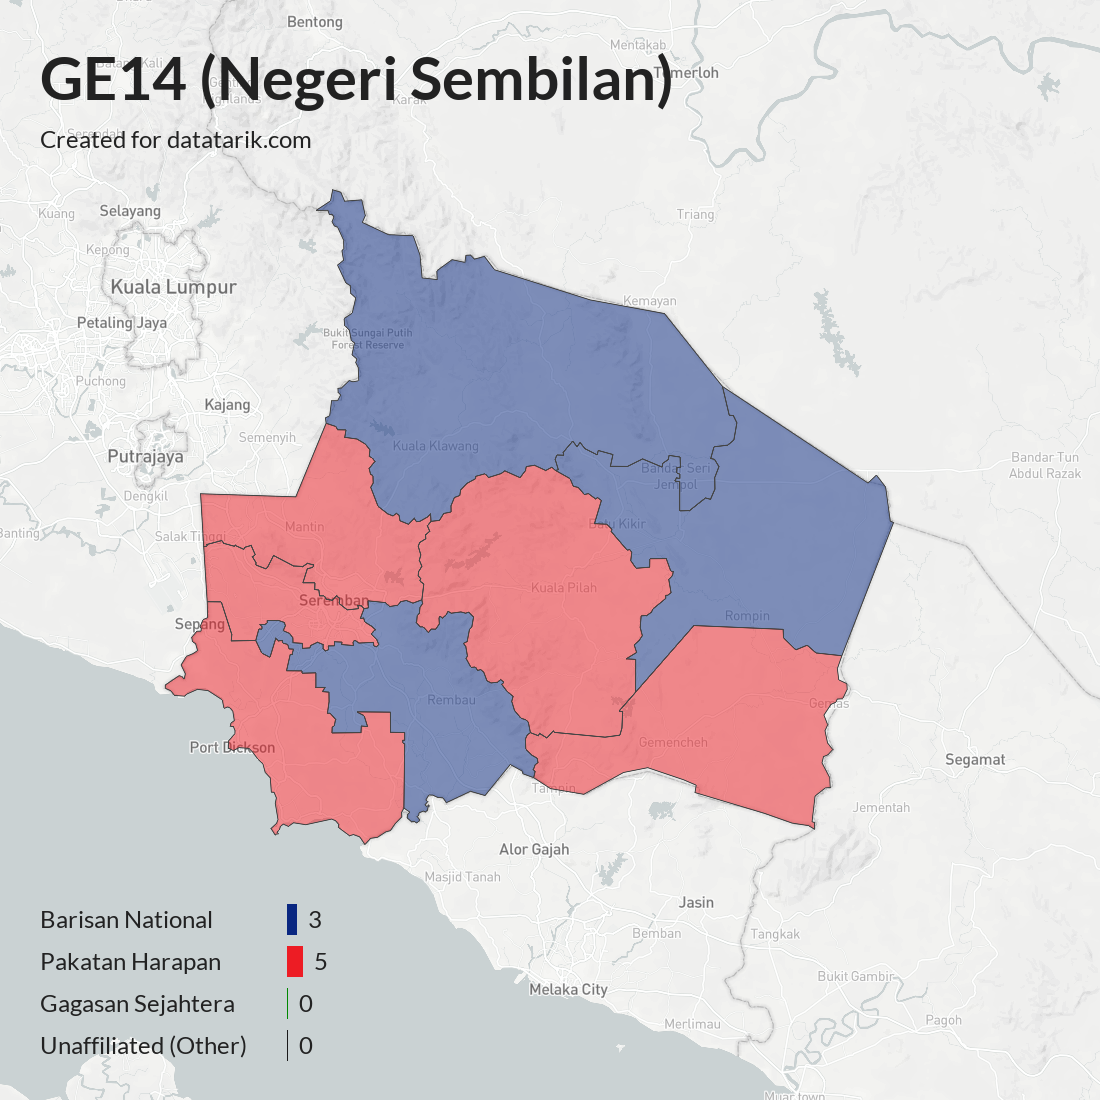 Bentong
Mentakab
Temerloh
GE14 (Negeri Sembilan)
Karak
Serendah
Created for datatarik.com
Kuang
Selayang
Triang
Kepong
Kuala Lumpur
Kemayan
Petaling Jaya
Bukit Sungai Putih
Forest Reserve
Puchong
Kajang
Semenyih
Kuala Klawang
Putrajaya
Bandar Seri
Jempol
Bandar Tun
Abdul Razak
Dengkil
Banting
Salak Tinggi
Mantin
Batu Kikir
Kuala Pilah
Seremban
Sepang
Rompin
Rembau
Gemas
Port Dickson
Gemencheh
Segamat
Tampin
Jementah
Alor Gajah
Masjid Tanah
Jasin
Barisan National 3
Bemban
Tangkak
Pakatan Harapan 5
Bukit Gambir
Melaka City
Gagasan Sejahtera 0
Merlimau
Pagoh
Unaffiliated (Other) 0
Muar town